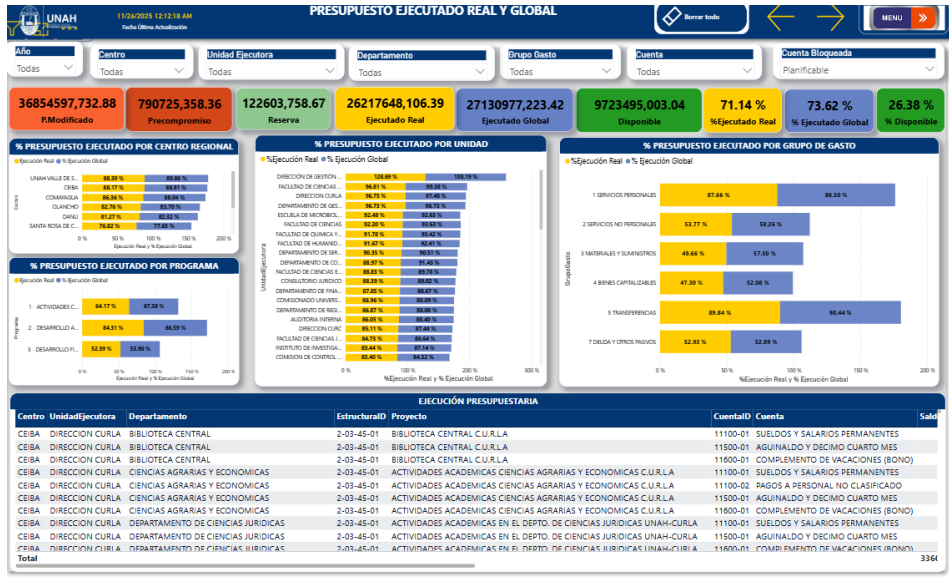 UNAH
11/26/2025 12:12:18 AM
Fecha Última Actualización
PRESUPUESTO EJECUTADO REAL Y GLOBAL
Borrar todo
MENU
Año
Todas
Centro
Todas
Unidad Ejecutora
Todas
Departamento
Todas
Grupo Gasto
Todas
Cuenta
Todas
Cuenta Bloqueada
Planificable
36854597,732.88
P.Modificado
790725,358.36
Precompromiso
122603,758.67
Reserva
26217648,106.39
Ejecutado Real
27130977,223.42
Ejecutado Global
9723495,003.04
Disponible
71.14 %
%Ejecutado Real
73.62 %
% Ejecutado Global
26.38 %
% Disponible
% PRESUPUESTO EJECUTADO POR CENTRO REGIONAL
%Ejecución Real % Ejecución Global
Centro
UNAH VALLE DE S... 88.39 % 89.86 %
CEIBA 88.17 % 88.81 %
COMAYAGUA 86.36 % 88.04 %
OLANCHO 82.76 % 83.70 %
DANLI 81.27 % 82.32 %
SANTA ROSA DE C... 76.82 % 77.65 %
0 % 50 % 100 % 150 % 200 %
Ejecución Real y % Ejecución Global
% PRESUPUESTO EJECUTADO POR PROGRAMA
%Ejecución Real % Ejecución Global
Programa
1 - ACTIVIDADES C... 64.17 % 67.38 %
2 - DESARROLLO A... 84.31 % 86.59 %
3 - DESARROLLO FI... 52.39 % 53.90 %
0 % 50 % 100 % 150 % 200 %
Ejecución Real y % Ejecución Global
% PRESUPUESTO EJECUTADO POR UNIDAD
%Ejecución Real % Ejecución Global
UnidadEjecutora
DIRECCIÓN DE GESTIÓN ... 128.69 % 138.19 %
FACULTAD DE CIENCIAS ... 96.81 % 99.38 %
DIRECCION CURLA 96.75 % 97.48 %
DEPARTAMENTO DE GES... 96.73 % 96.73 %
ESCUELA DE MICROBIOL... 92.48 % 92.63 %
FACULTAD DE CIENCIAS 92.20 % 93.63 %
FACULTAD DE QUIMICA Y... 91.78 % 93.42 %
FACULTAD DE HUMANID... 91.67 % 92.41 %
DEPARTAMENTO DE SER... 90.35 % 90.51 %
DEPARTAMENTO DE CO... 88.97 % 91.43 %
FACULTAD DE CIENCIAS E... 88.83 % 89.78 %
CONSULTORIO JURIDICO 88.39 % 89.02 %
DEPARTAMENTO DE FINA... 87.85 % 88.67 %
COMISIONADO UNIVERS... 86.96 % 88.09 %
DEPARTAMENTO DE REGI... 86.87 % 88.00 %
AUDITORIA INTERNA 86.05 % 88.40 %
DIRECCION CURC 85.11 % 87.44 %
FACULTAD DE CIENCIAS J... 84.73 % 86.64 %
INSTITUTO DE INVESTIGA... 83.44 % 87.14 %
COMISION DE CONTROL ... 83.40 % 84.32 %
0 % 100 % 200 % 300 %
%Ejecución Real y % Ejecución Global
% PRESUPUESTO EJECUTADO POR GRUPO DE GASTO
%Ejecución Real % Ejecución Global
GrupoGasto
1 SERVICIOS PERSONALES 87.66 % 88.30 %
2 SERVICIOS NO PERSONALES 53.77 % 58.26 %
3 MATERIALES Y SUMINISTROS 49.66 % 57.50 %
4 BIENES CAPITALIZABLES 47.30 % 52.06 %
5 TRANSFERENCIAS 89.84 % 90.44 %
7 DEUDA Y OTROS PASIVOS 52.93 % 52.99 %
0 % 50 % 100 % 150 % 200 %
%Ejecución Real y % Ejecución Global
EJECUCIÓN PRESUPUESTARIA
Centro UnidadEjecutora Departamento EstructuraID Proyecto CuentaID Cuenta Sald
CEIBA DIRECCION CURLA BIBLIOTECA CENTRAL 2-03-45-01 BIBLIOTECA CENTRAL C.U.R.L.A 11100-01 SUELDOS Y SALARIOS PERMANENTES
CEIBA DIRECCION CURLA BIBLIOTECA CENTRAL 2-03-45-01 BIBLIOTECA CENTRAL C.U.R.L.A 11500-01 AGUINALDO Y DECIMO CUARTO MES
CEIBA DIRECCION CURLA BIBLIOTECA CENTRAL 2-03-45-01 BIBLIOTECA CENTRAL C.U.R.L.A 11600-01 COMPLEMENTO DE VACACIONES (BONO)
CEIBA DIRECCION CURLA CIENCIAS AGRARIAS Y ECONOMICAS 2-03-45-01 ACTIVIDADES ACADEMICAS CIENCIAS AGRARIAS Y ECONOMICAS C.U.R.L.A 11100-01 SUELDOS Y SALARIOS PERMANENTES
CEIBA DIRECCION CURLA CIENCIAS AGRARIAS Y ECONOMICAS 2-03-45-01 ACTIVIDADES ACADEMICAS CIENCIAS AGRARIAS Y ECONOMICAS C.U.R.L.A 11100-02 PAGOS A PERSONAL NO CLASIFICADO
CEIBA DIRECCION CURLA CIENCIAS AGRARIAS Y ECONOMICAS 2-03-45-01 ACTIVIDADES ACADEMICAS CIENCIAS AGRARIAS Y ECONOMICAS C.U.R.L.A 11500-01 AGUINALDO Y DECIMO CUARTO MES
CEIBA DIRECCION CURLA CIENCIAS AGRARIAS Y ECONOMICAS 2-03-45-01 ACTIVIDADES ACADEMICAS CIENCIAS AGRARIAS Y ECONOMICAS C.U.R.L.A 11600-01 COMPLEMENTO DE VACACIONES (BONO)
CEIBA DIRECCION CURLA DEPARTAMENTO DE CIENCIAS JURIDICAS 2-03-45-01 ACTIVIDADES ACADEMICAS EN EL DEPTO. DE CIENCIAS JURIDICAS UNAH-CURLA 11100-01 SUELDOS Y SALARIOS PERMANENTES
CEIBA DIRECCION CURLA DEPARTAMENTO DE CIENCIAS JURIDICAS 2-03-45-01 ACTIVIDADES ACADEMICAS EN EL DEPTO. DE CIENCIAS JURIDICAS UNAH-CURLA 11500-01 AGUINALDO Y DECIMO CUARTO MES
CEIBA DIRECCION CURLA DEPARTAMENTO DE CIENCIAS JURIDICAS 2-03-45-01 ACTIVIDADES ACADEMICAS EN EL DEPTO. DE CIENCIAS JURIDICAS UNAH-CURLA 11600-01 COMPLEMENTO DE VACACIONES (BONO)
Total 336